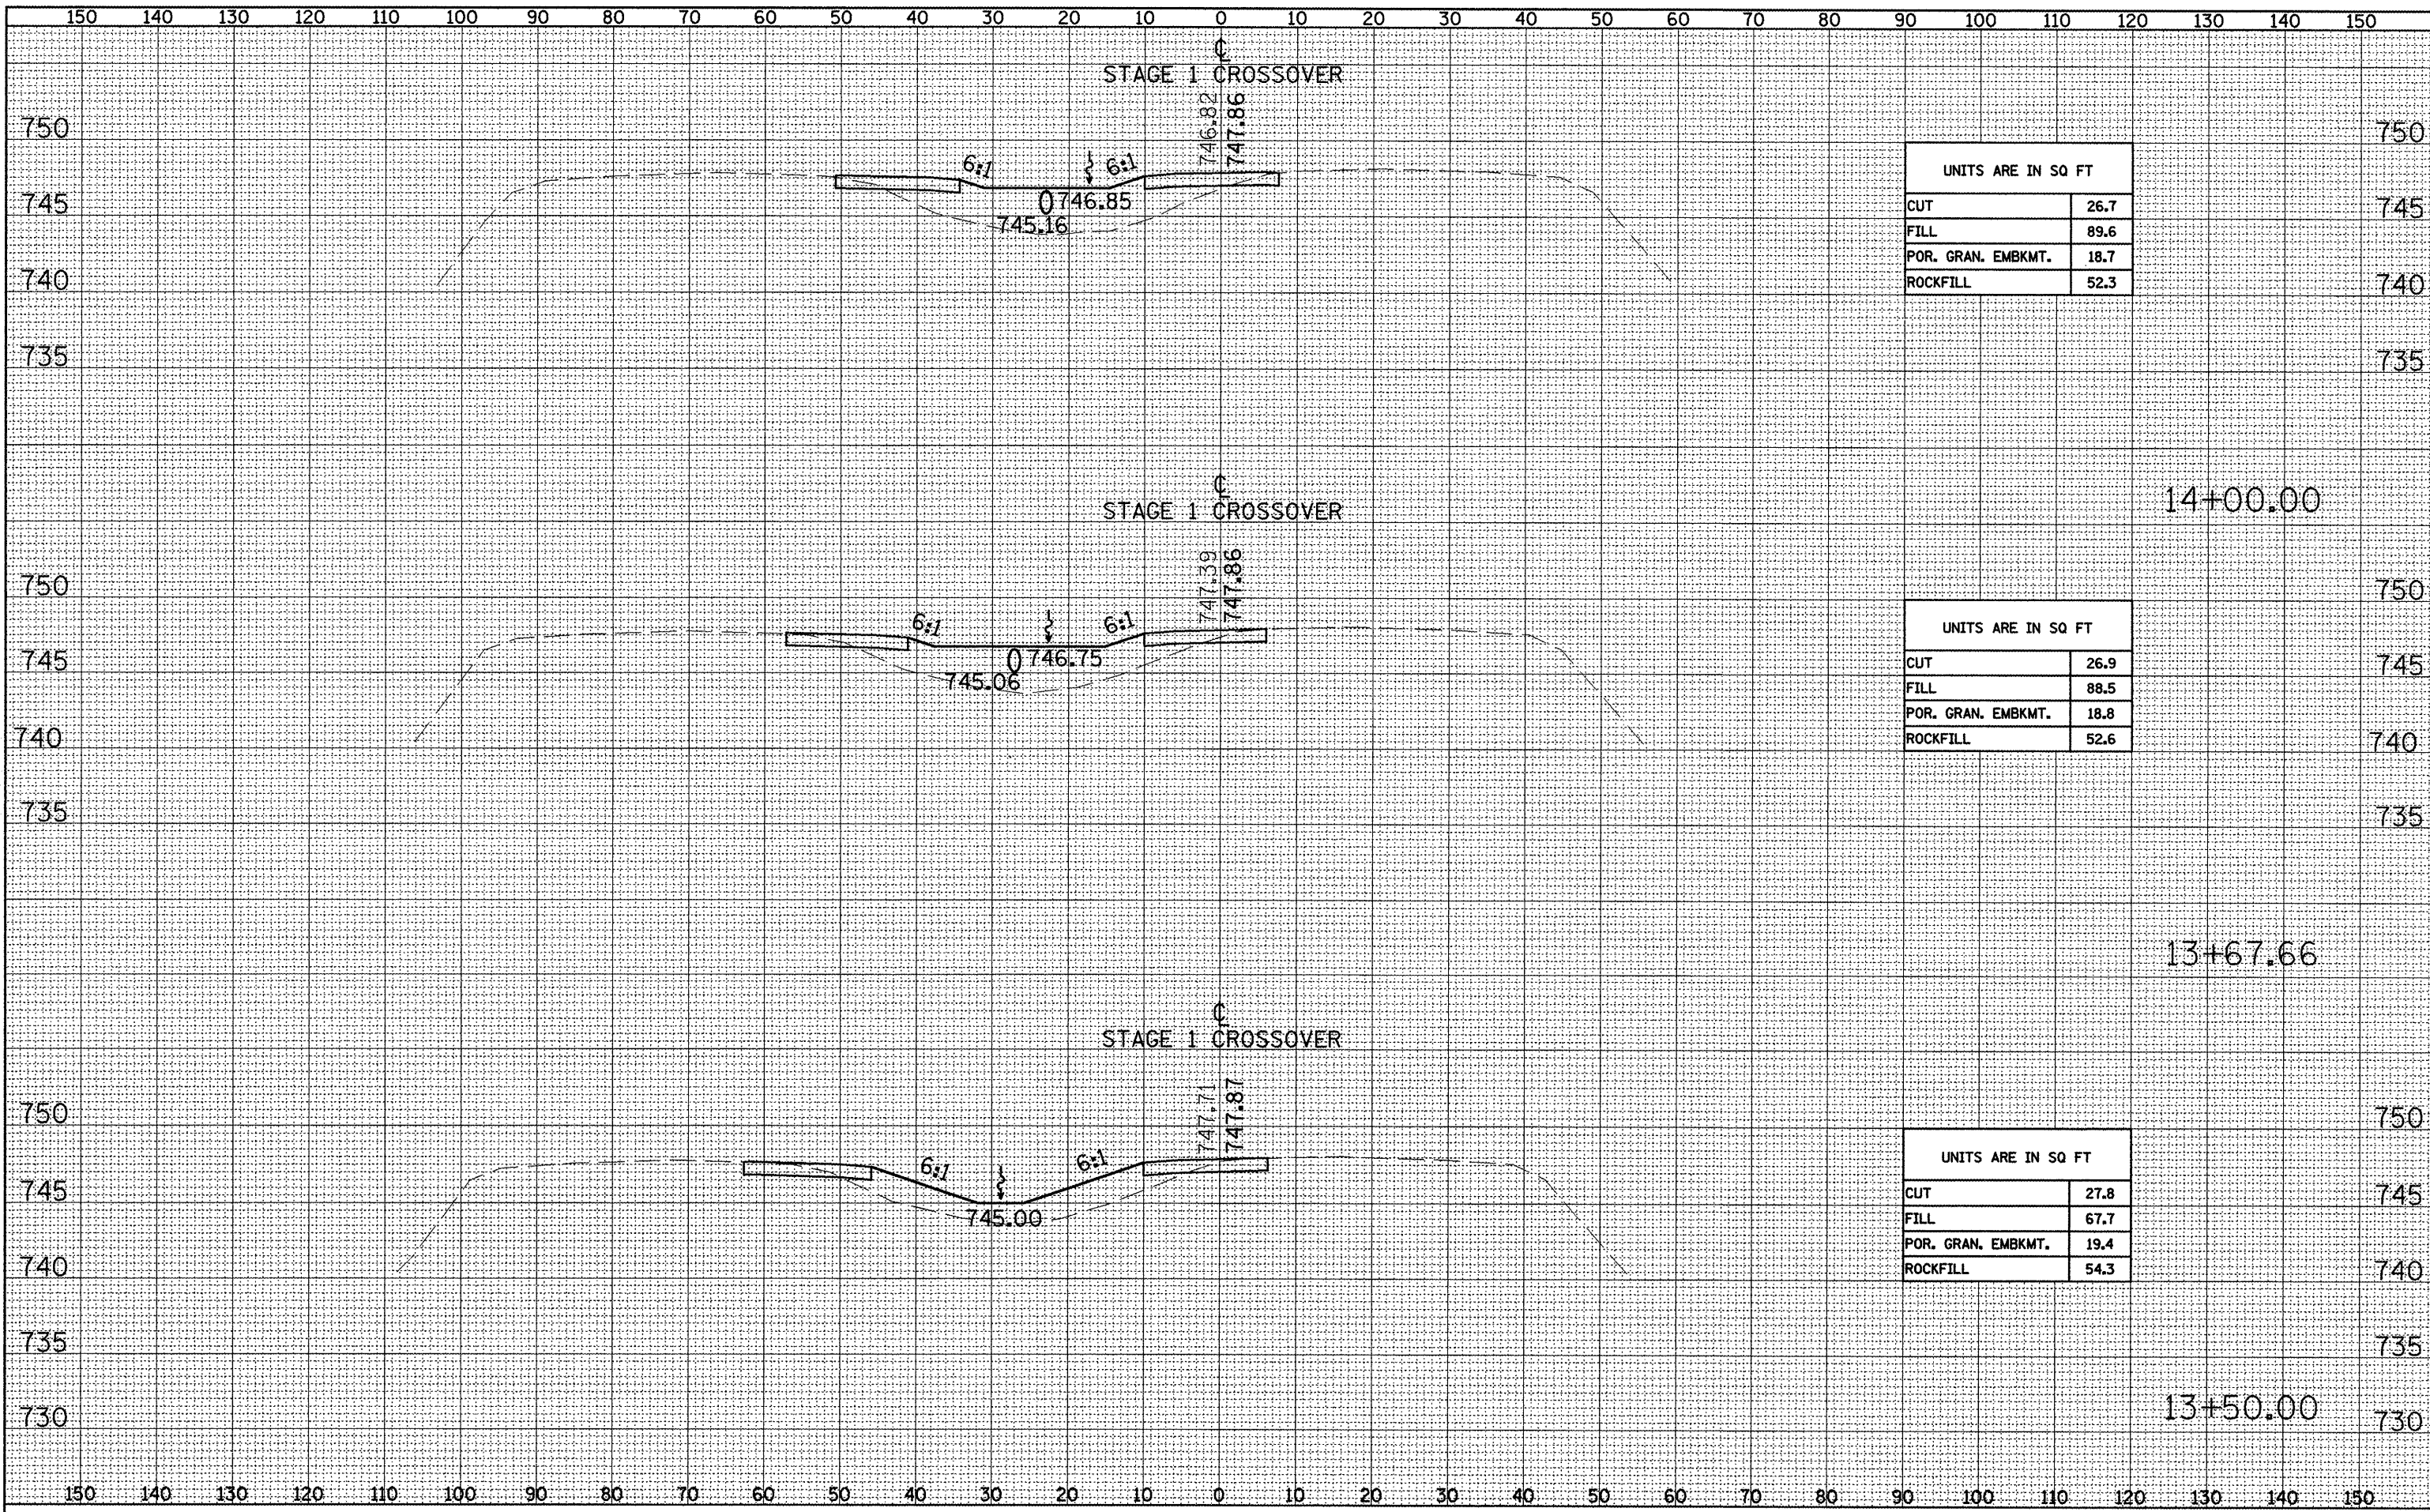 150 140 130 120 110 100 90 80 70 60 50 40 30 20 10 0 10 20 30 40 50 60 70 80 90 100 110 120 130 140 150
℄
STAGE 1 CROSSOVER
746.82
747.86
750 750
6:1 6:1
UNITS ARE IN SQ FT
745 746.85 745
745.16
CUT 26.7
FILL 89.6
POR. GRAN. EMBKMT. 18.7
ROCKFILL 52.3
740 740
735 735
14+00.00
℄
STAGE 1 CROSSOVER
747.39
747.86
750 750
6:1 6:1
UNITS ARE IN SQ FT
745 746.75 745
745.06
CUT 26.9
FILL 88.5
POR. GRAN. EMBKMT. 18.8
ROCKFILL 52.6
740 740
735 735
13+67.66
℄
STAGE 1 CROSSOVER
747.71
747.87
750 750
6:1 6:1
UNITS ARE IN SQ FT
745 745
745.00
CUT 27.8
FILL 67.7
POR. GRAN. EMBKMT. 19.4
ROCKFILL 54.3
740 740
735 735
13+50.00
730 730
150 140 130 120 110 100 90 80 70 60 50 40 30 20 10 0 10 20 30 40 50 60 70 80 90 100 110 120 130 140 150